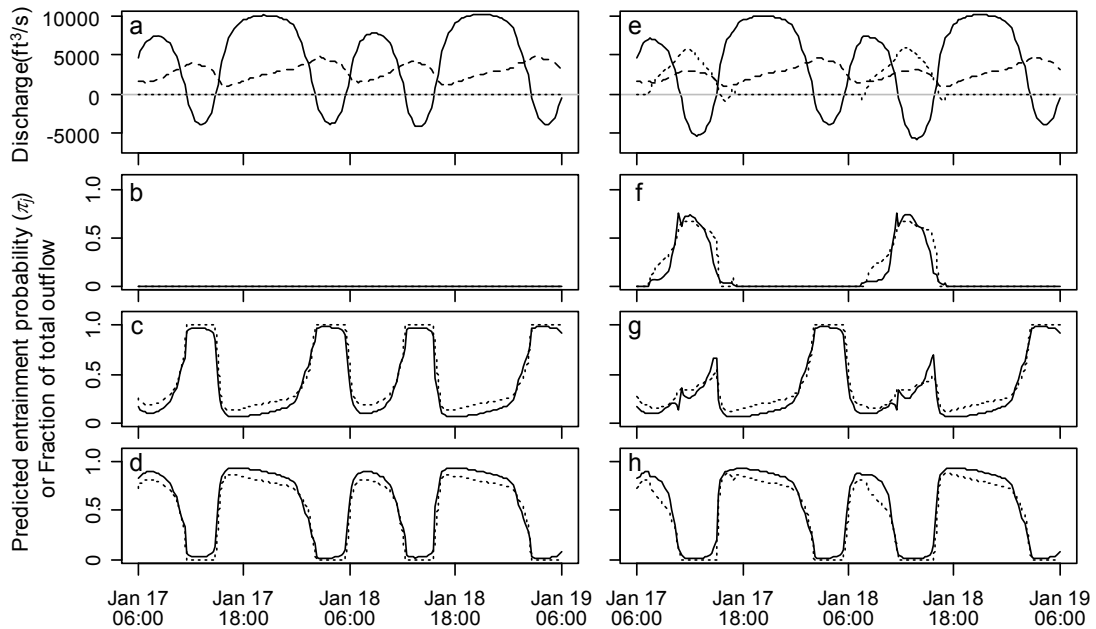 Discharge(ft³/s)
10000
5000
0
-5000
a
e
Predicted entrainment probability (πj)
or Fraction of total outflow
1.0
0.5
0
b
f
1.0
0.5
0
c
g
1.0
0.5
0
d
h
Jan 17 Jan 17 Jan 18 Jan 18 Jan 19 Jan 17 Jan 17 Jan 18 Jan 18 Jan 19
06:00 18:00 06:00 18:00 06:00 06:00 18:00 06:00 18:00 06:00